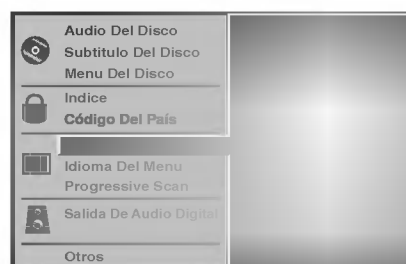 Audio Del Disco
Subtitulo Del Disco
Menu Del Disco
Indice
Código Del País
Idioma Del Menu
Progressive Scan
Salida De Audio Digital
Otros